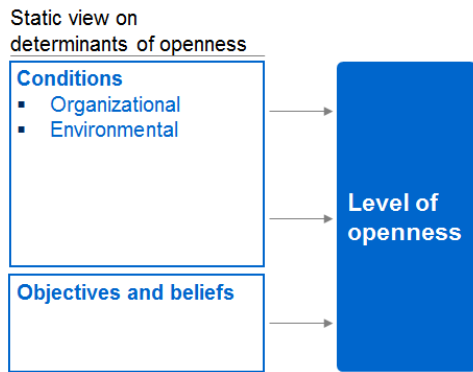 Static view on
determinants of openness
Conditions
▪ Organizational
▪ Environmental
Level of
openness
Objectives and beliefs